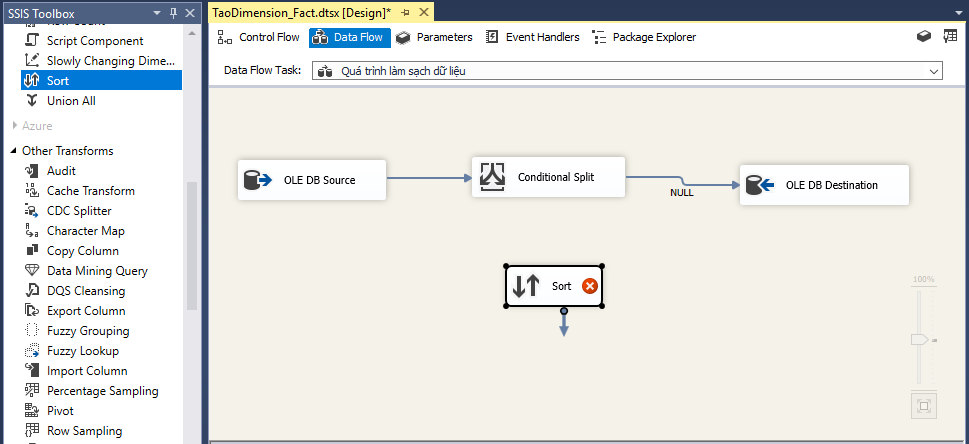 SSIS Toolbox
Script Component
Slowly Changing Dime...
Sort
Union All
Azure
Other Transforms
Audit
Cache Transform
CDC Splitter
Character Map
Copy Column
Data Mining Query
DQS Cleansing
Export Column
Fuzzy Grouping
Fuzzy Lookup
Import Column
Percentage Sampling
Pivot
Row Sampling
TaoDimension_Fact.dtsx [Design]*
Control Flow
Data Flow
Parameters
Event Handlers
Package Explorer
Data Flow Task:
Quá trình làm sạch dữ liệu
OLE DB Source
Conditional Split
NULL
OLE DB Destination
Sort
100%